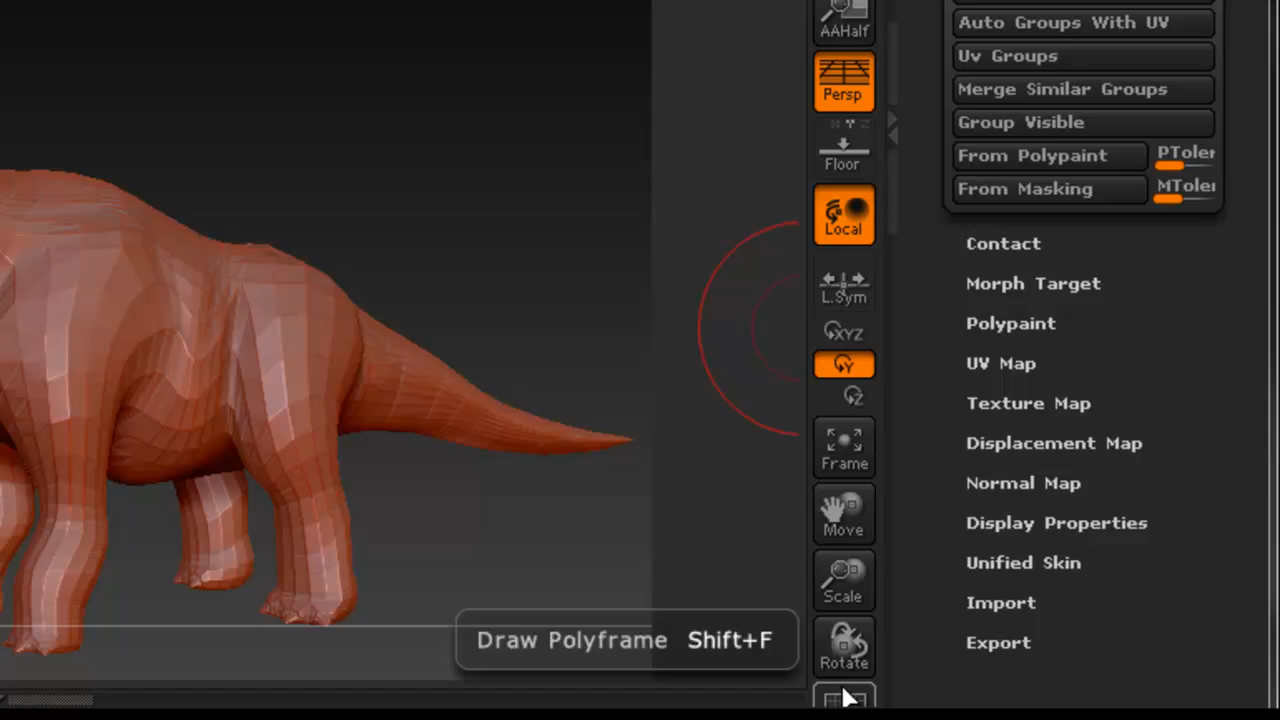 AAHalf
Persp
Floor
Local
L.Sym
XYZ
Y
Z
Frame
Move
Scale
Rotate
Draw Polyframe Shift+F
Auto Groups With UV
Uv Groups
Merge Similar Groups
Group Visible
From Polypaint PToler
From Masking MToler
Contact
Morph Target
Polypaint
UV Map
Texture Map
Displacement Map
Normal Map
Display Properties
Unified Skin
Import
Export